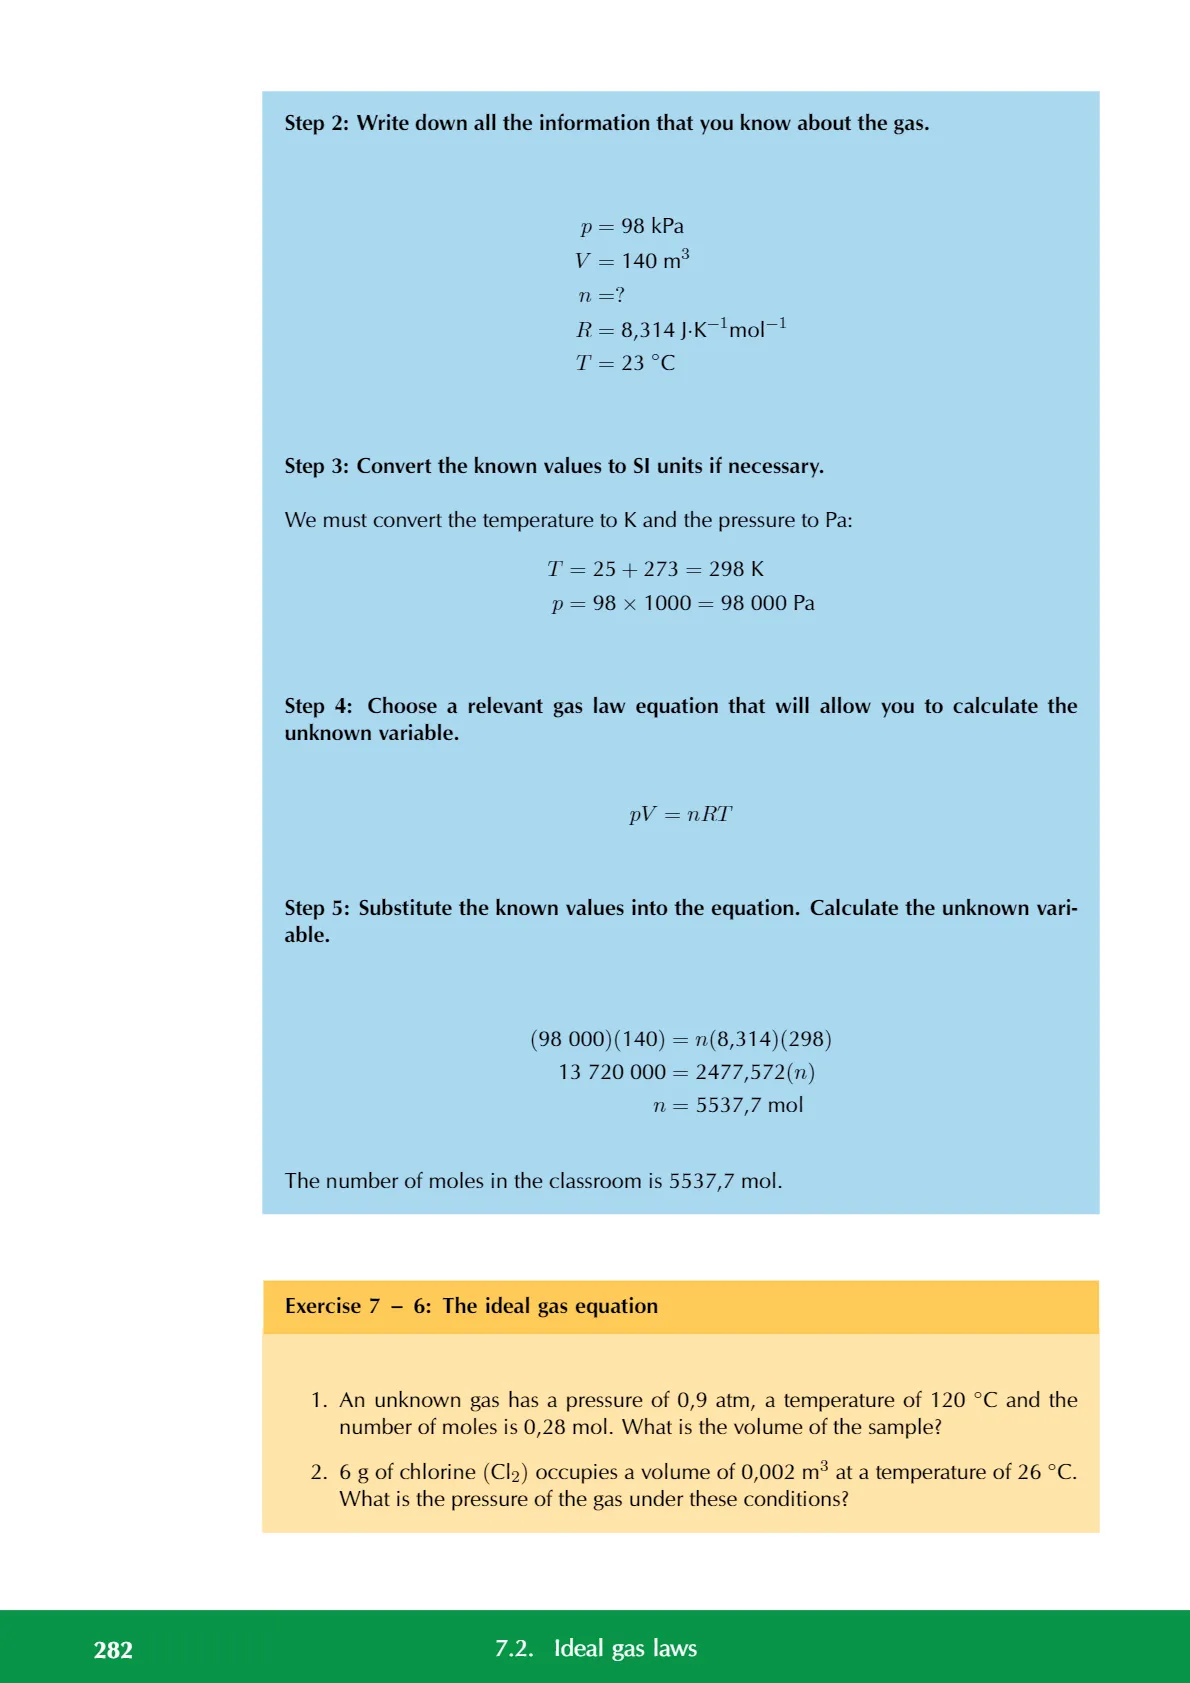 Step 2: Write down all the information that you know about the gas.
p = 98 kPa
V = 140 m³
n =?
R = 8,314 J·K⁻¹mol⁻¹
T = 23 °C
Step 3: Convert the known values to SI units if necessary.
We must convert the temperature to K and the pressure to Pa:
T = 25 + 273 = 298 K
p = 98 × 1000 = 98 000 Pa
Step 4: Choose a relevant gas law equation that will allow you to calculate the
unknown variable.
pV = nRT
Step 5: Substitute the known values into the equation. Calculate the unknown vari-
able.
(98 000)(140) = n(8,314)(298)
13 720 000 = 2477,572(n)
n = 5537,7 mol
The number of moles in the classroom is 5537,7 mol.
Exercise 7 – 6: The ideal gas equation
1. An unknown gas has a pressure of 0,9 atm, a temperature of 120 °C and the
number of moles is 0,28 mol. What is the volume of the sample?
2. 6 g of chlorine (Cl₂) occupies a volume of 0,002 m³ at a temperature of 26 °C.
What is the pressure of the gas under these conditions?
282 7.2. Ideal gas laws